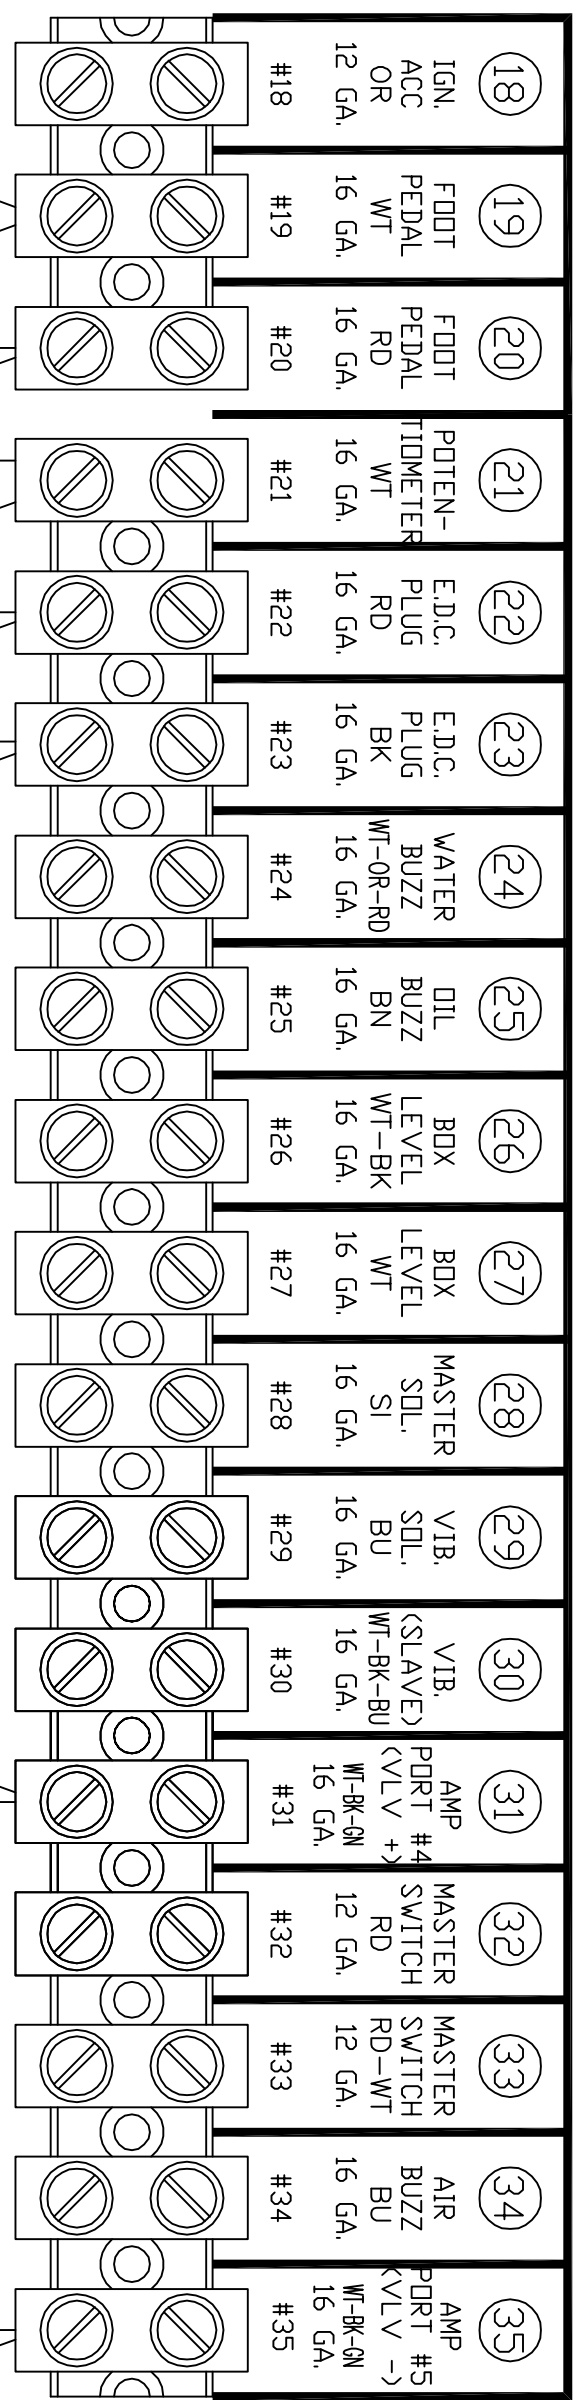 18
IGN.
ACC
OR
12 GA.
#18
19
FOOT
PEDAL
WT
16 GA.
#19
20
FOOT
PEDAL
RD
16 GA.
#20
21
POTEN-
TIOMETER
WT
16 GA.
#21
22
E.D.C.
PLUG
RD
16 GA.
#22
23
E.D.C.
PLUG
BK
16 GA.
#23
24
WATER
BUZZ
WT-OR-RD
16 GA.
#24
25
OIL
BUZZ
BN
16 GA.
#25
26
BOX
LEVEL
WT-BK
16 GA.
#26
27
BOX
LEVEL
WT
16 GA.
#27
28
MASTER
SOL.
SI
16 GA.
#28
29
VIB.
SOL.
BU
16 GA.
#29
30
VIB.
(SLAVE)
WT-BK-BU
16 GA.
#30
31
AMP
PORT #4
(VLV +)
WT-BK-GN
16 GA.
#31
32
MASTER
SWITCH
RD
12 GA.
#32
33
MASTER
SWITCH
RD-WT
12 GA.
#33
34
AIR
BUZZ
BU
16 GA.
#34
35
AMP
PORT #5
(VLV -)
WT-BK-GN
16 GA.
#35